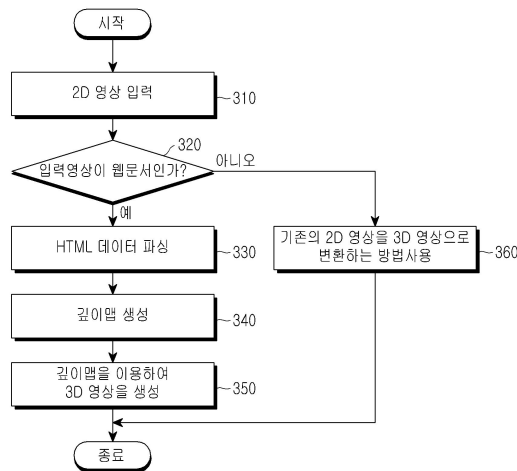 시작
2D 영상 입력
310
320
입력영상이 웹문서인가?
아니오
예
HTML 데이터 파싱
330
기존의 2D 영상을 3D 영상으로
변환하는 방법사용
360
깊이맵 생성
340
깊이맵을 이용하여
3D 영상을 생성
350
종료